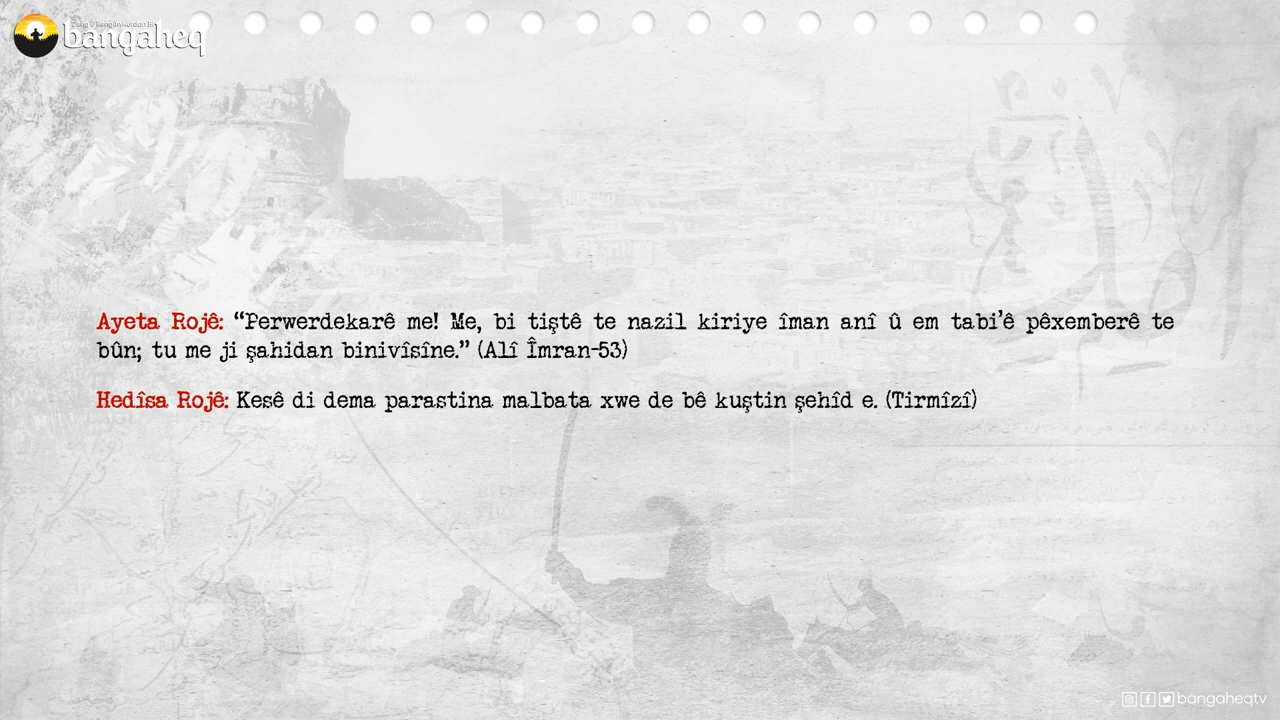 bangaheq
Ayeta Rojê: “Perwerdekarê me! Me, bi tiştê te nazil kiriye îman anî û em tabi’ê pêxemberê te
bûn; tu me ji şahidan binivîsîne.” (Alî Îmran-53)
Hedîsa Rojê: Kesê di dema parastina malbata xwe de bê kuştin şehîd e. (Tirmîzî)
bangaheqtv